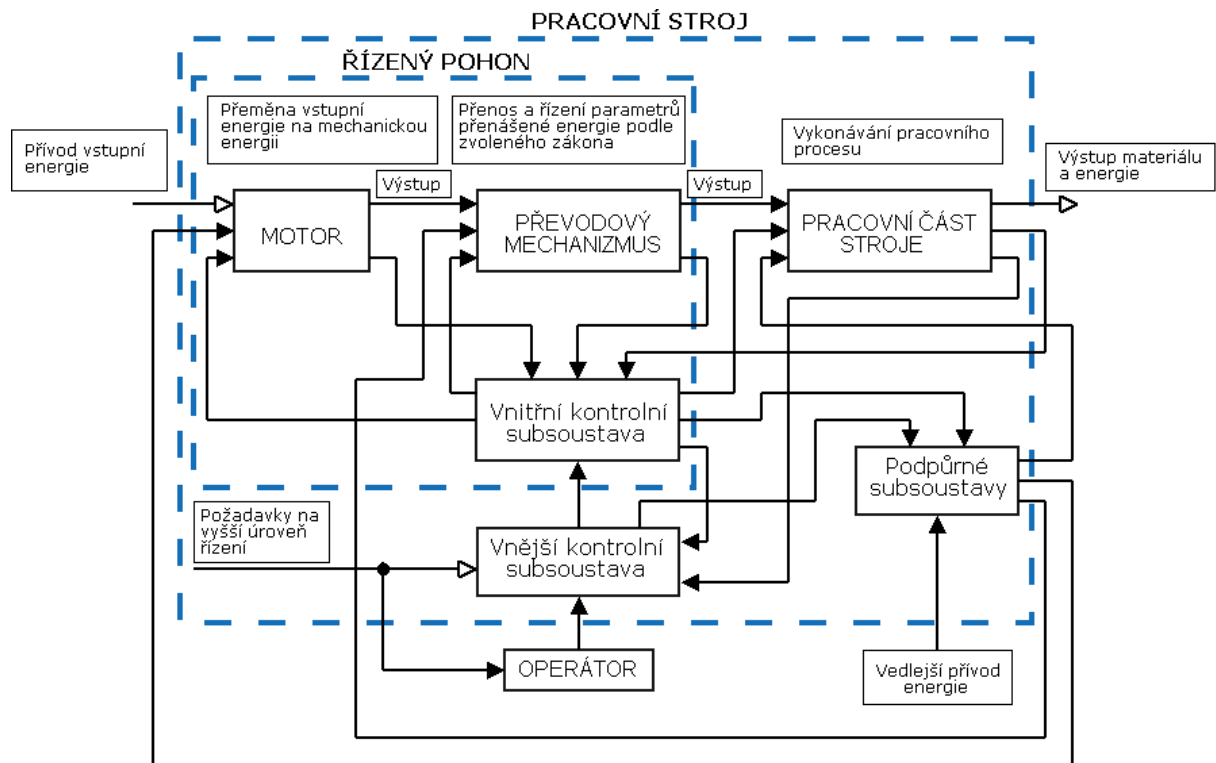 PRACOVNÍ STROJ
ŘÍZENÝ POHON
Přeměna vstupní
energie na mechanickou
energii
Přenos a řízení parametrů
přenášené energie podle
zvoleného zákona
Vykonávání pracovního
procesu
Přívod vstupní
energie
Výstup materiálu
a energie
Výstup
Výstup
MOTOR
PŘEVODOVÝ
MECHANIZMUS
PRACOVNÍ ČÁST
STROJE
Vnitřní kontrolní
subsoustava
Podpůrné
subsoustavy
Požadavky na
vyšší úroveň
řízení
Vnější kontrolní
subsoustava
OPERÁTOR
Vedlejší přívod
energie